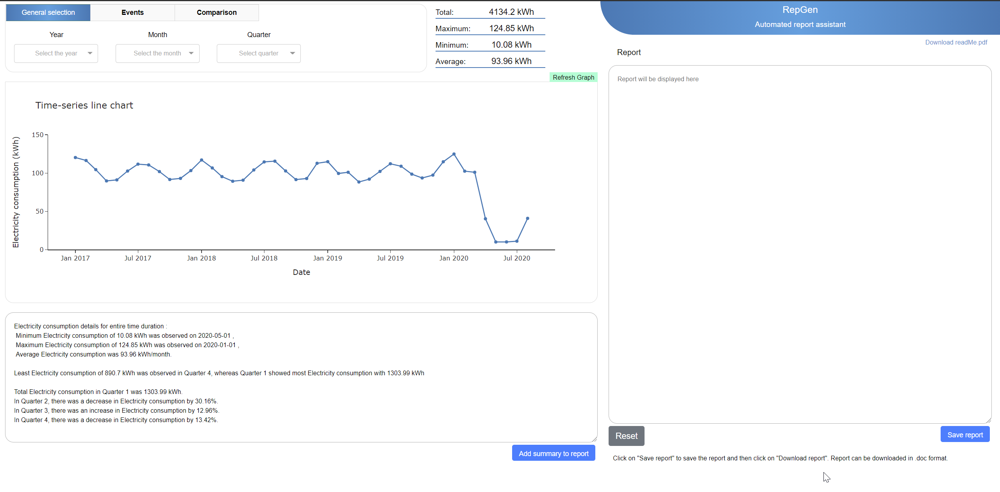 General selection
Events
Comparison
Year
Month
Quarter
Select the year
Select the month
Select quarter
Total: 4134.2 kWh
Maximum: 124.85 kWh
Minimum: 10.08 kWh
Average: 93.96 kWh
Refresh Graph
Time-series line chart
Electricity consumption (kWh)
150
100
50
0
Jan 2017
Jul 2017
Jan 2018
Jul 2018
Jan 2019
Jul 2019
Jan 2020
Jul 2020
Date
Electricity consumption details for entire time duration :
Minimum Electricity consumption of 10.08 kWh was observed on 2020-05-01 ,
Maximum Electricity consumption of 124.85 kWh was observed on 2020-01-01 ,
Average Electricity consumption was 93.96 kWh/month.
Least Electricity consumption of 890.7 kWh was observed in Quarter 4, whereas Quarter 1 showed most Electricity consumption with 1303.99 kWh
Total Electricity consumption in Quarter 1 was 1303.99 kWh.
In Quarter 2, there was a decrease in Electricity consumption by 30.16%.
In Quarter 3, there was an increase in Electricity consumption by 12.96%.
In Quarter 4, there was a decrease in Electricity consumption by 13.42%.
Add summary to report
RepGen
Automated report assistant
Download readMe.pdf
Report
Report will be displayed here
Reset
Save report
Click on "Save report" to save the report and then click on "Download report". Report can be downloaded in .doc format.